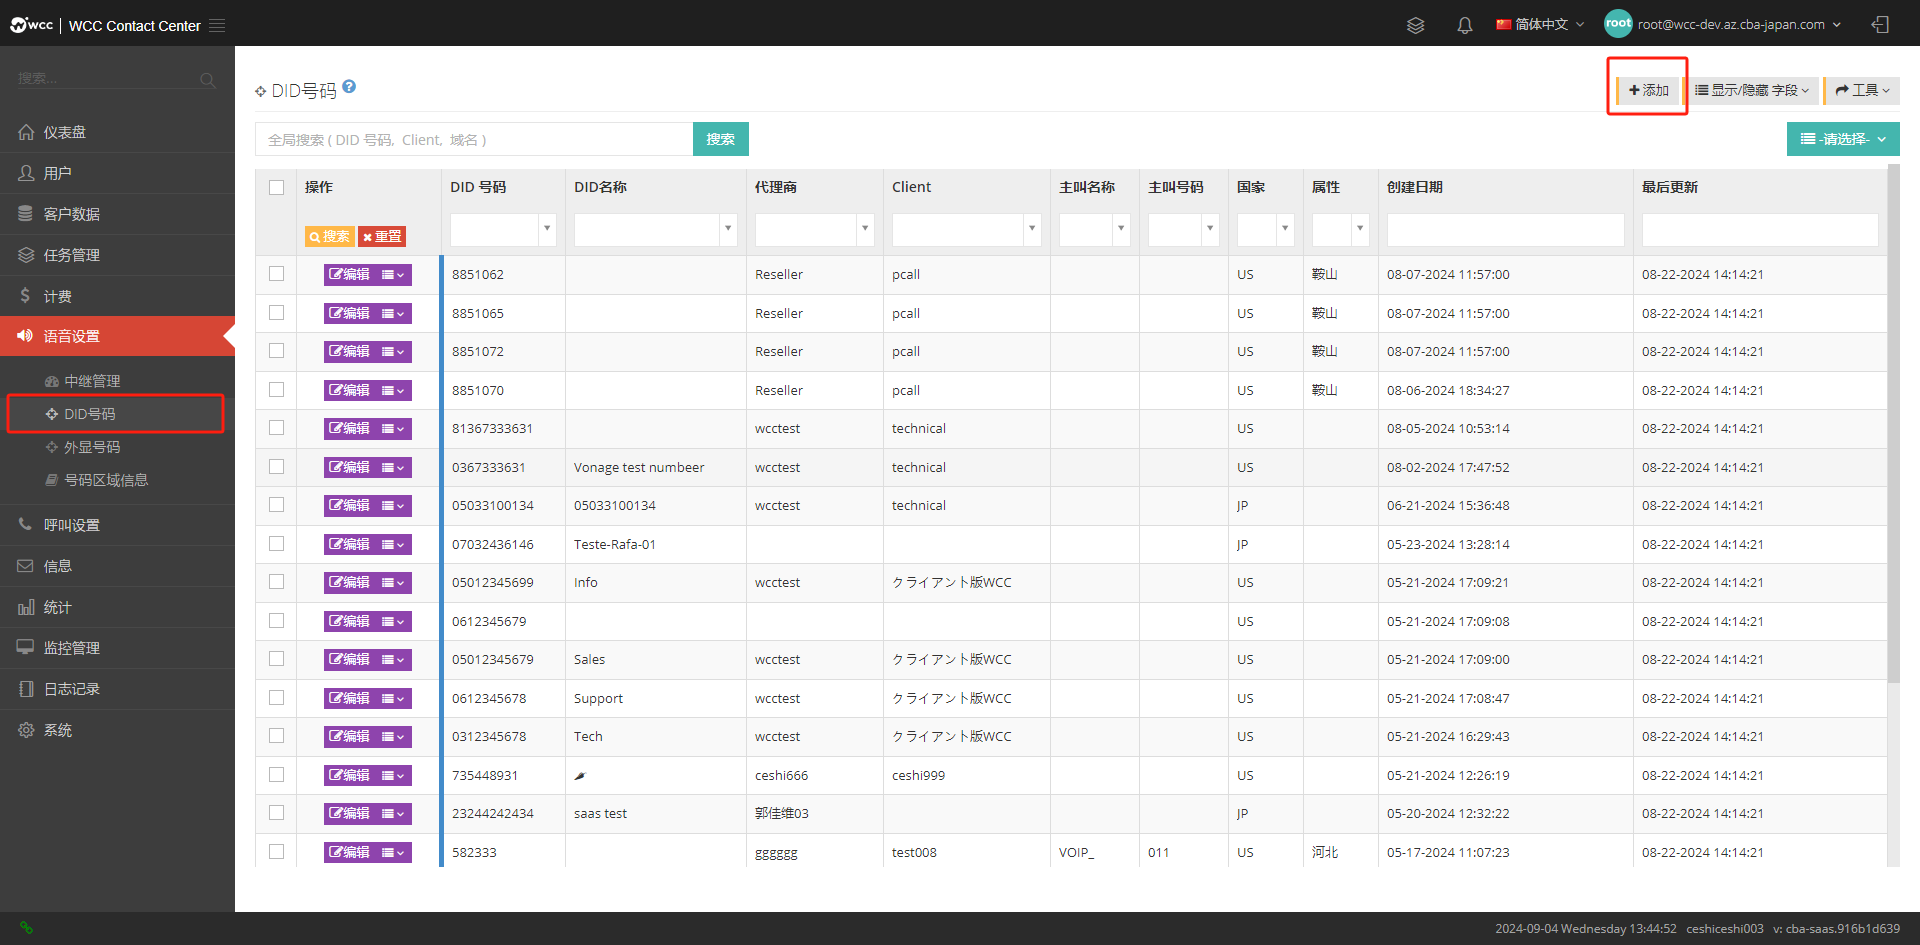 wcc | WCC Contact Center
简体中文
root
root@wcc-dev.az.cba-japan.com
搜索...
仪表盘
用户
客户数据
任务管理
计费
语音设置
中继管理
DID号码
外显号码
号码区域信息
呼叫设置
信息
统计
监控管理
日志记录
系统
DID号码 ?
添加
显示/隐藏 字段
工具
全局搜索 ( DID 号码, Client, 域名 )
搜索
-请选择-
操作 DID 号码 DID名称 代理商 Client 主叫名称 主叫号码 国家 属性 创建日期 最后更新
搜索 重置
编辑 8851062 Reseller pcall US 鞍山 08-07-2024 11:57:00 08-22-2024 14:14:21
编辑 8851065 Reseller pcall US 鞍山 08-07-2024 11:57:00 08-22-2024 14:14:21
编辑 8851072 Reseller pcall US 鞍山 08-07-2024 11:57:00 08-22-2024 14:14:21
编辑 8851070 Reseller pcall US 鞍山 08-06-2024 18:34:27 08-22-2024 14:14:21
编辑 81367333631 wcctest technical US 08-05-2024 10:53:14 08-22-2024 14:14:21
编辑 0367333631 Vonage test numbeer wcctest technical US 08-02-2024 17:47:52 08-22-2024 14:14:21
编辑 05033100134 05033100134 wcctest technical JP 06-21-2024 15:36:48 08-22-2024 14:14:21
编辑 07032436146 Teste-Rafa-01 JP 05-23-2024 13:28:14 08-22-2024 14:14:21
编辑 05012345699 Info wcctest クライアント版WCC US 05-21-2024 17:09:21 08-22-2024 14:14:21
编辑 0612345679 US 05-21-2024 17:09:08 08-22-2024 14:14:21
编辑 05012345679 Sales wcctest クライアント版WCC US 05-21-2024 17:09:00 08-22-2024 14:14:21
编辑 0612345678 Support wcctest クライアント版WCC US 05-21-2024 17:08:47 08-22-2024 14:14:21
编辑 0312345678 Tech wcctest クライアント版WCC US 05-21-2024 16:29:43 08-22-2024 14:14:21
编辑 735448931 🌶 ceshi666 ceshi999 US 05-21-2024 12:26:19 08-22-2024 14:14:21
编辑 23244242434 saas test 郭佳维03 JP 05-20-2024 12:32:22 08-22-2024 14:14:21
编辑 582333 gggggg test008 VOIP_ 011 US 河北 05-17-2024 11:07:23 08-22-2024 14:14:21
2024-09-04 Wednesday 13:44:52 ceshiceshi003 v: cba-saas.916b1d639